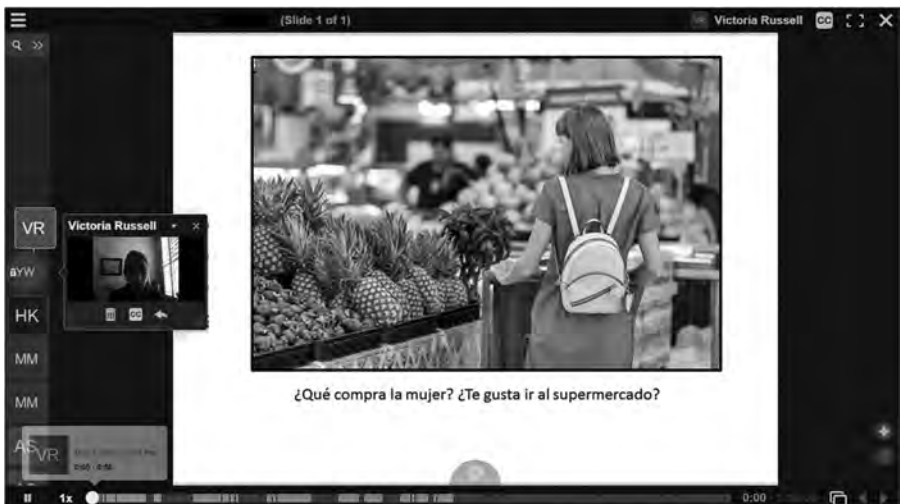 (Slide 1 of 1)
Victoria Russell
CC
VR
Victoria Russell
YW
CC
HK
MM
MM
AS
VR
¿Qué compra la mujer? ¿Te gusta ir al supermercado?
1x
0:00